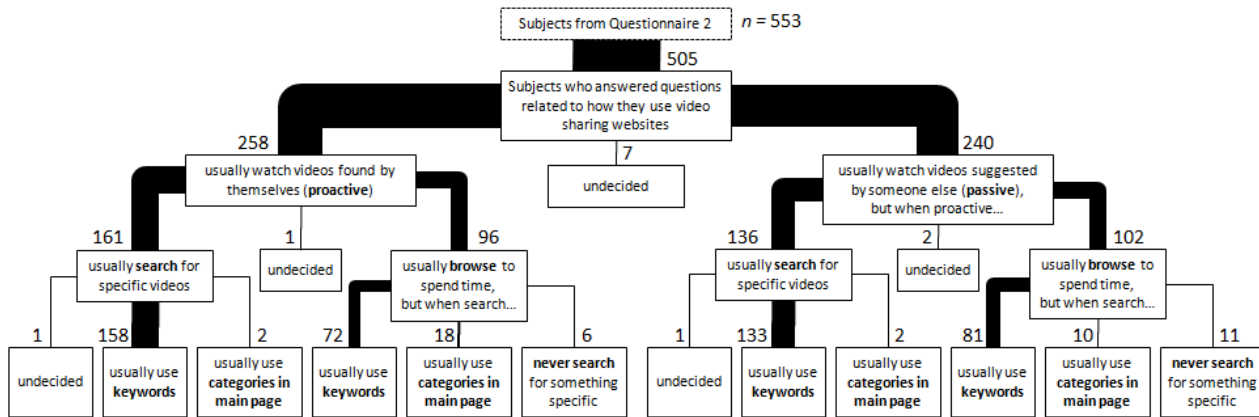 Subjects from Questionnaire 2
n = 553
505
Subjects who answered questions
related to how they use video
sharing websites
258
7
240
usually watch videos found by
themselves (proactive)
undecided
usually watch videos suggested
by someone else (passive),
but when proactive...
161
1
96
136
2
102
usually search for
specific videos
undecided
usually browse to
spend time,
but when search...
usually search for
specific videos
undecided
usually browse to
spend time,
but when search...
1
158
2
72
18
6
1
133
2
81
10
11
undecided
usually use
keywords
usually use
categories in
main page
usually use
keywords
usually use
categories in
main page
never search
for something
specific
undecided
usually use
keywords
usually use
categories in
main page
usually use
keywords
usually use
categories in
main page
never search
for something
specific